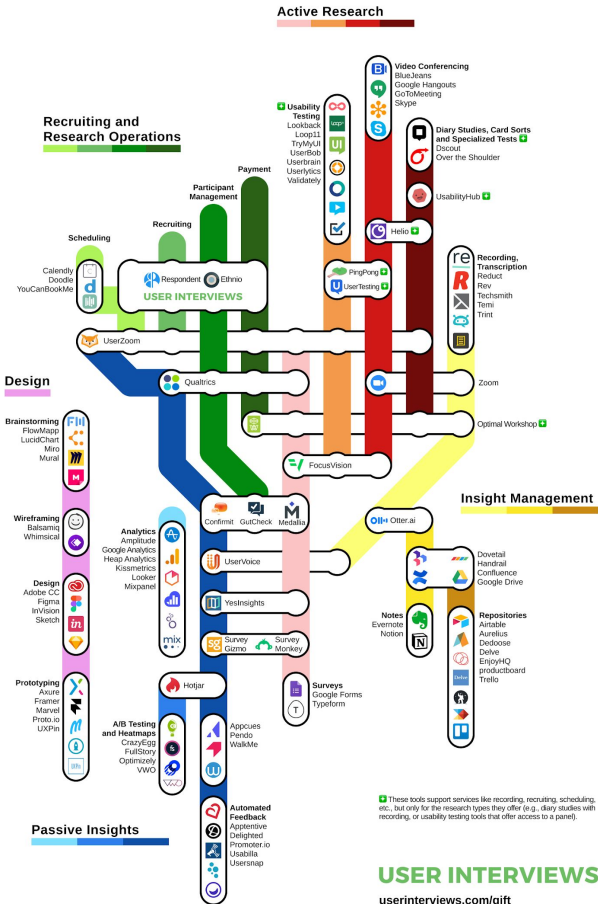 Active Research
Video Conferencing
BlueJeans
Google Hangouts
GoToMeeting
Skype
Usability
Testing
Lookback
Loop11
TryMyUI
UserBob
Userbrain
Userlytics
Validately
Diary Studies, Card Sorts
and Specialized Tests
Dscout
Over the Shoulder
UsabilityHub
Helio
Recruiting and
Research Operations
Payment
Participant
Management
Recruiting
Scheduling
Calendly
Doodle
YouCanBookMe
Respondent
Ethnio
USER INTERVIEWS
PingPong
UserTesting
re
Recording,
Transcription
Reduct
Rev
Techsmith
Temi
Trint
UserZoom
Qualtrics
Zoom
Optimal Workshop
FocusVision
Design
Brainstorming
FlowMapp
LucidChart
Miro
Mural
Wireframing
Balsamiq
Whimsical
Design
Adobe CC
Figma
InVision
Sketch
in
Prototyping
Axure
Framer
Marvel
Proto.io
UXPin
Confirmit
GutCheck
Medallia
Otter.ai
Insight Management
Analytics
Amplitude
Google Analytics
Heap Analytics
Kissmetrics
Looker
Mixpanel
mix
UserVoice
YesInsights
sg
Survey
Gizmo
Survey
Monkey
Dovetail
Handrail
Confluence
Google Drive
Notes
Evernote
Notion
Repositories
Airtable
Aurelius
Dedoose
Delve
EnjoyHQ
productboard
Trello
Delve
Hotjar
Surveys
Google Forms
Typeform
A/B Testing
and Heatmaps
CrazyEgg
FullStory
Optimizely
VWO
Appcues
Pendo
WalkMe
Automated
Feedback
Apptentive
Delighted
Promoter.io
Usabilla
Usersnap
Passive Insights
These tools support services like recording, recruiting, scheduling,
etc., but only for the research types they offer (e.g., diary studies with
recording, or usability testing tools that offer access to a panel).
USER INTERVIEWS
userinterviews.com/gift